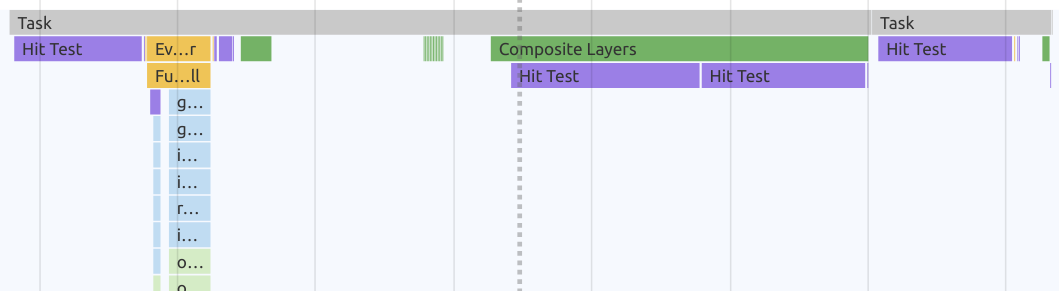 Task Task
Hit Test Ev...r Composite Layers Hit Test
Fu...ll Hit Test Hit Test
g...
g...
i...
i...
r...
i...
o...